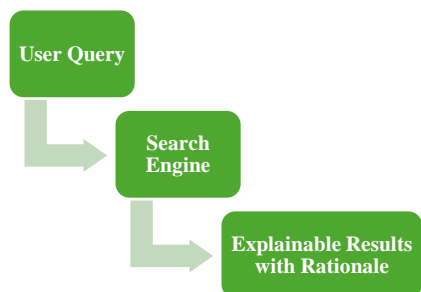 User Query
Search
Engine
Explainable Results
with Rationale